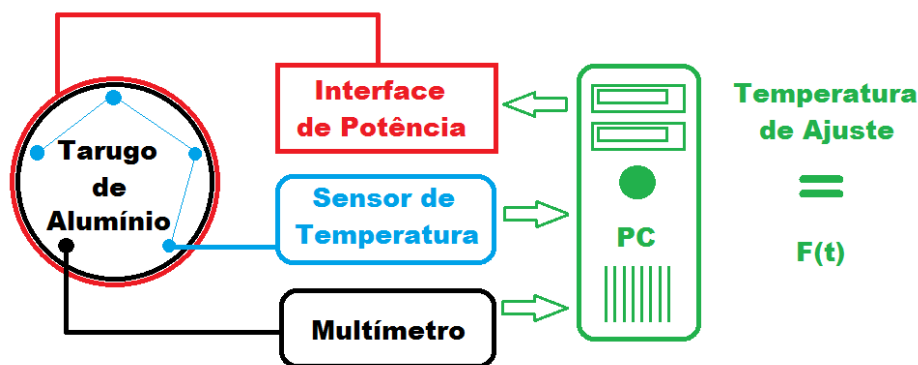 Interface
de Potência
Tarugo
de
Alumínio
Sensor de
Temperatura
Multímetro
PC
Temperatura
de Ajuste
=
F(t)